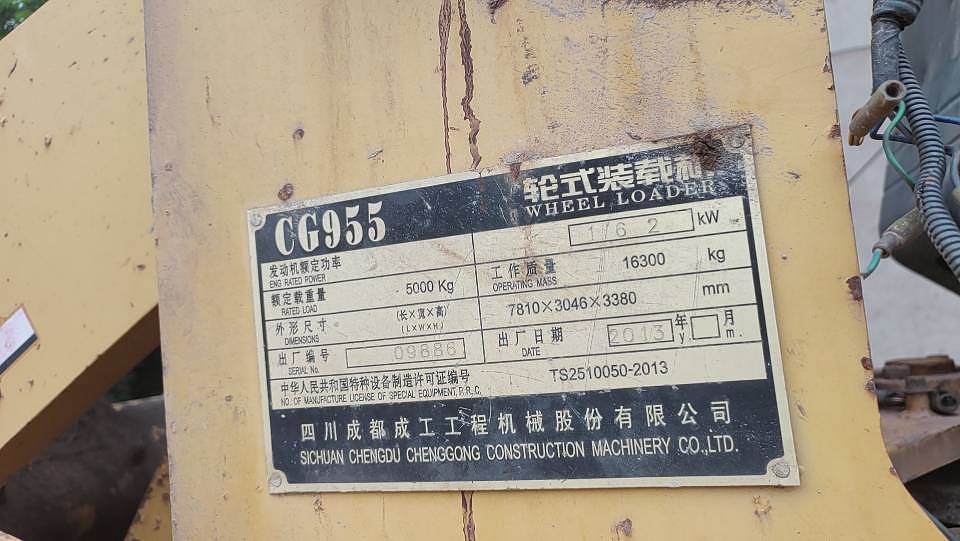 CG955
轮式装载机
WHEEL LOADER
发动机额定功率
ENG RATED POWER
162 kW
额定载重量
RATED LOAD
5000 Kg
工作质量
OPERATING MASS
16300 kg
外形尺寸
DIMENSIONS
(长×宽×高)
(L×W×H)
7810×3046×3380 mm
出厂编号
SERIAL No.
09686
出厂日期
DATE
2013 年 月
y. m.
中华人民共和国特种设备制造许可证编号
NO. OF MANUFACTURE LICENSE OF SPECIAL EQUIPMENT, P.R.C.
TS2510050-2013
四川成都成工工程机械股份有限公司
SICHUAN CHENGDU CHENGGONG CONSTRUCTION MACHINERY CO.,LTD.